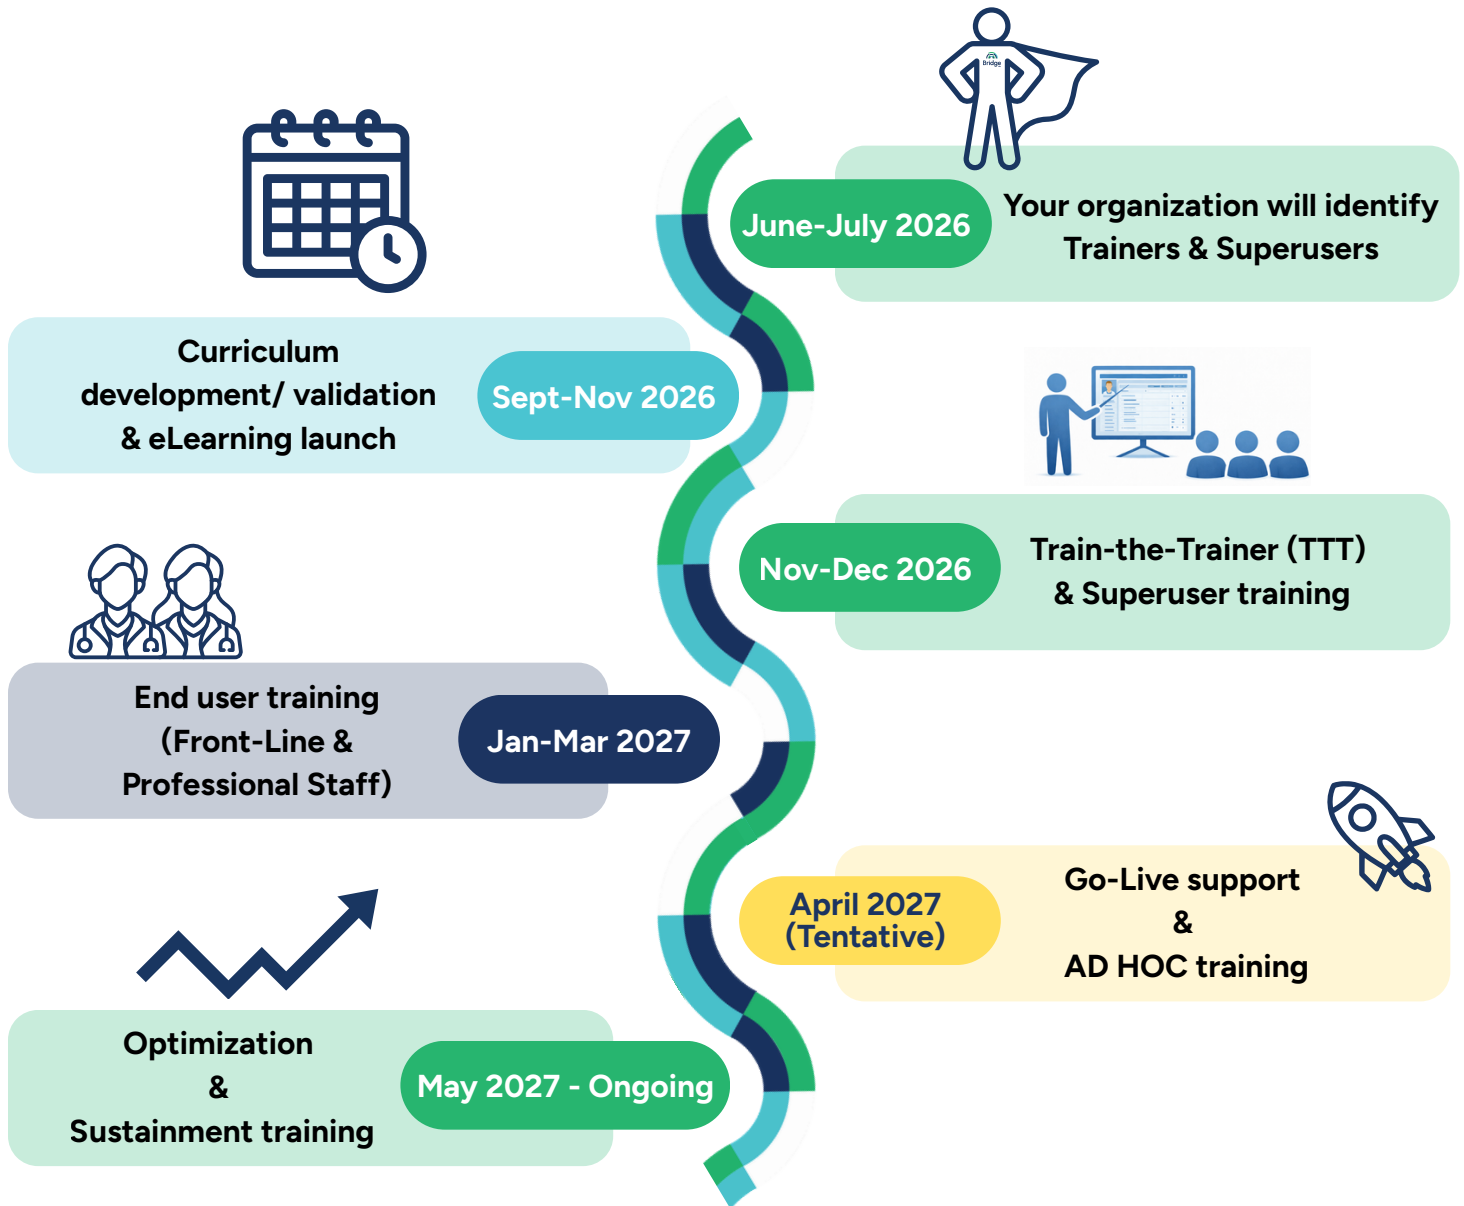 Bridge
June-July 2026
Your organization will identify
Trainers & Superusers
Curriculum
development/ validation
& eLearning launch
Sept-Nov 2026
Nov-Dec 2026
Train-the-Trainer (TTT)
& Superuser training
End user training
(Front-Line &
Professional Staff)
Jan-Mar 2027
April 2027
(Tentative)
Go-Live support
&
AD HOC training
Optimization
&
Sustainment training
May 2027 - Ongoing